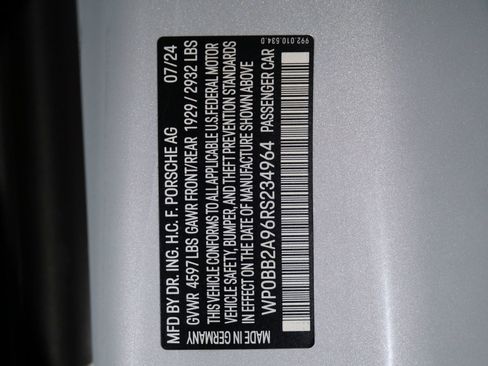 MFD BY DR. ING. H.C. F. PORSCHE AG 07/24
GVWR 4597 LBS GAWR FRONT/REAR 1929 / 2932 LBS
THIS VEHICLE CONFORMS TO ALL APPLICABLE U.S. FEDERAL MOTOR
VEHICLE SAFETY, BUMPER, AND THEFT PREVENTION STANDARDS
IN EFFECT ON THE DATE OF MANUFACTURE SHOWN ABOVE
WP0BB2A96RS234964 PASSENGER CAR
MADE IN GERMANY 992.010.534.0